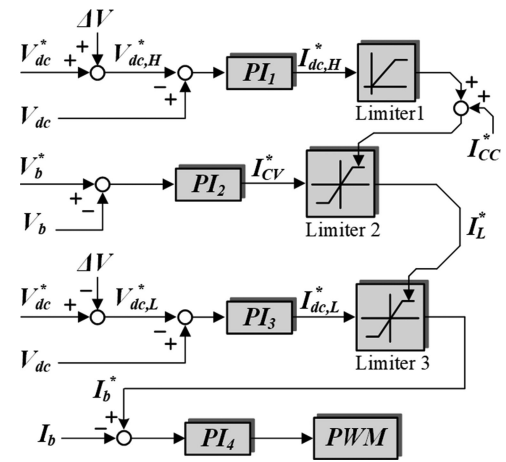 ΔV
V*dc + + V*dc,H − + PI1 I*dc,H Limiter1 + +
Vdc
I*CC
V*b + − PI2 I*CV Limiter 2
Vb
I*L
ΔV
V*dc + − V*dc,L − + PI3 I*dc,L Limiter 3
Vdc
I*b
+
Ib − PI4 PWM